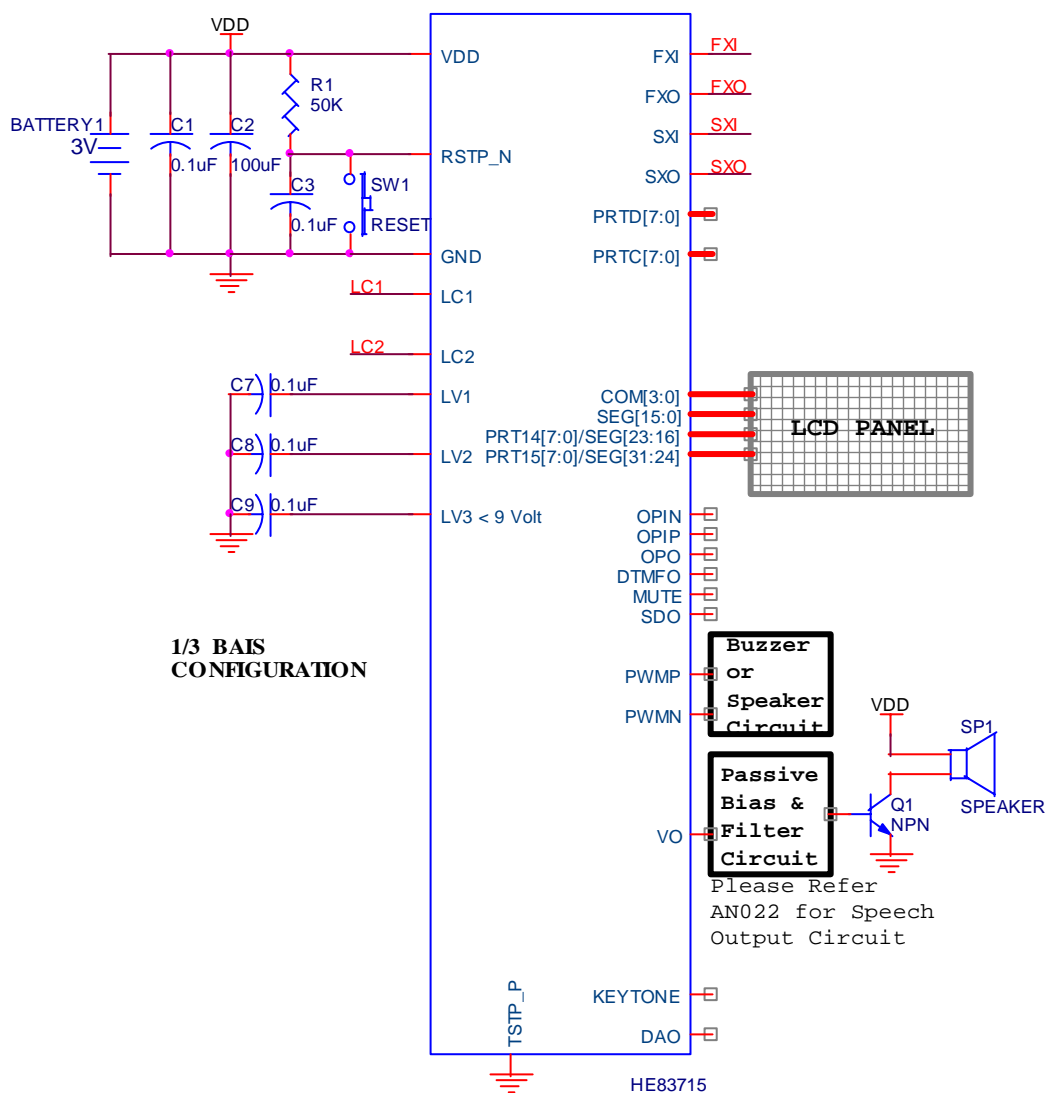 VDD
BATTERY1
3V
C1
0.1uF
C2
100uF
R1
50K
C3
0.1uF
SW1
RESET
VDD
RSTP_N
GND
LC1
LC1
LC2
LC2
C7 0.1uF
LV1
C8 0.1uF
LV2
C9 0.1uF
LV3 < 9 Volt
1/3 BAIS
CONFIGURATION
TSTP_P
FXI
FXI
FXO
FXO
SXI
SXI
SXO
SXO
PRTD[7:0]
PRTC[7:0]
COM[3:0]
SEG[15:0]
PRT14[7:0]/SEG[23:16]
PRT15[7:0]/SEG[31:24]
LCD PANEL
OPIN
OPIP
OPO
DTMFO
MUTE
SDO
PWMP
PWMN
Buzzer
or
Speaker
Circuit
VO
Passive
Bias &
Filter
Circuit
VDD
SP1
SPEAKER
Q1
NPN
Please Refer
AN022 for Speech
Output Circuit
KEYTONE
DAO
HE83715